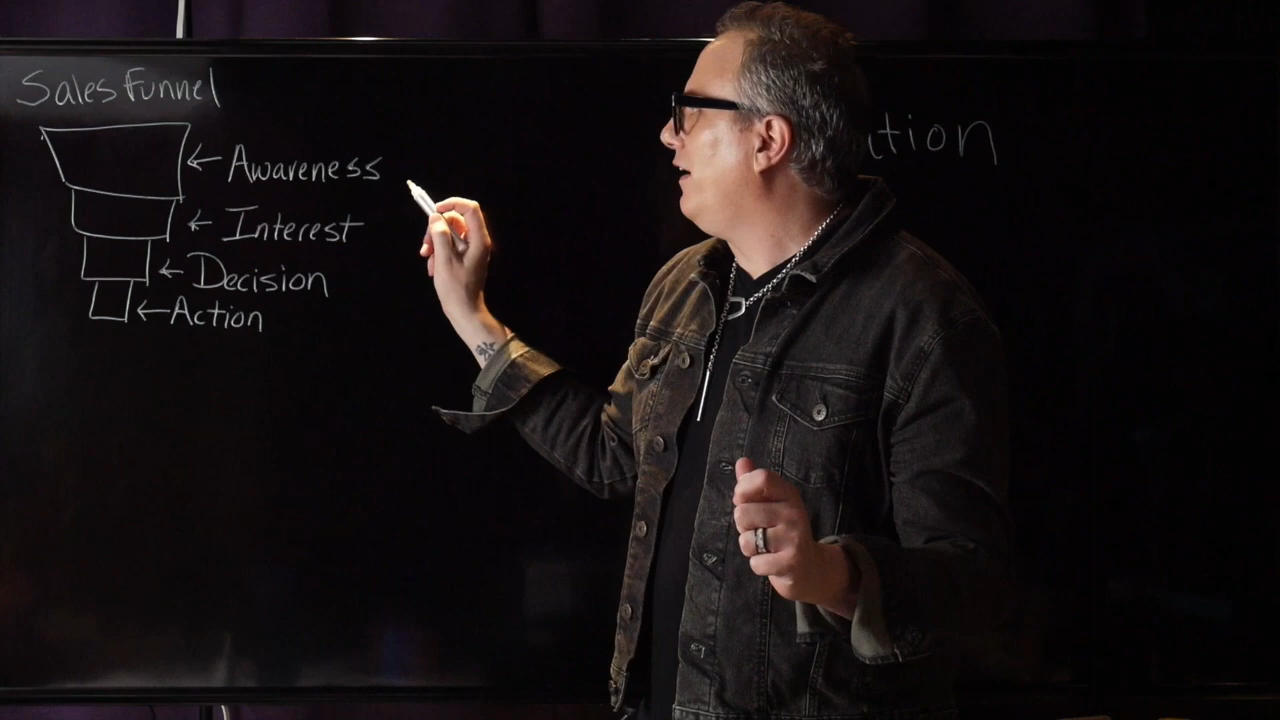 Sales Funnel
← Awareness
← Interest
← Decision
← Action